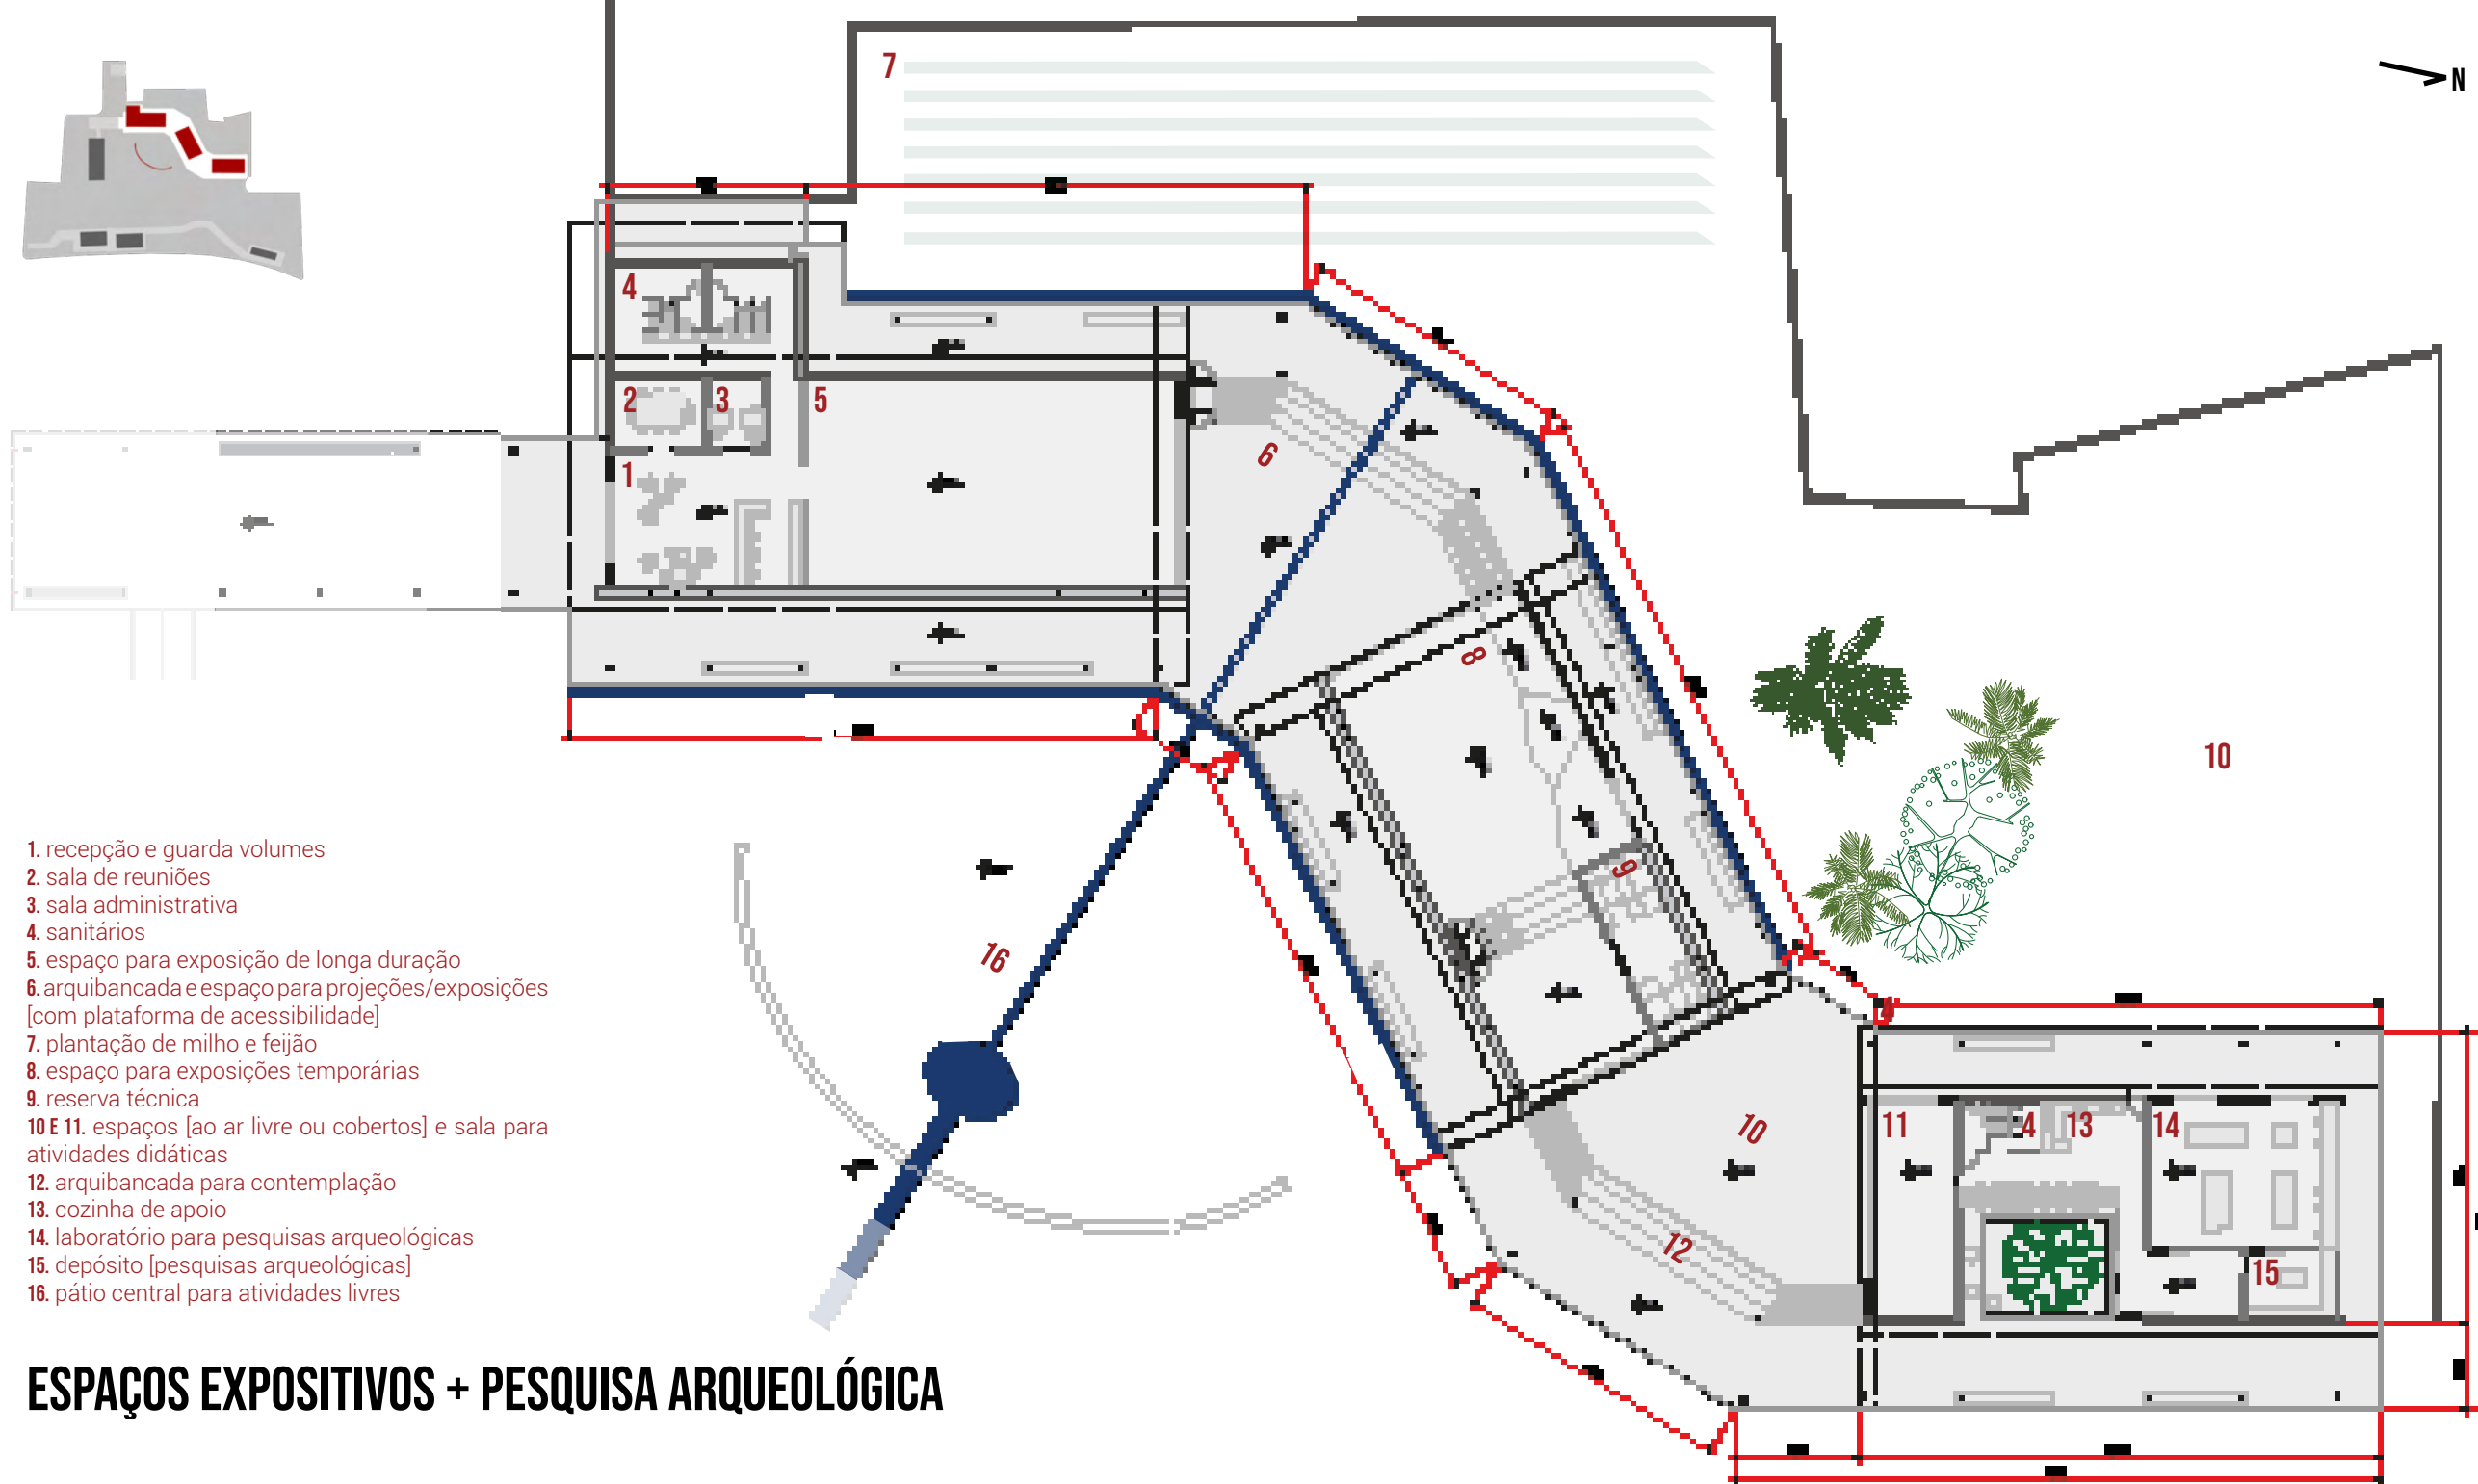 7
N
4
2
3
5
6
1
8
10
9
16
4
10
11
4
13
14
12
15
1. recepção e guarda volumes
2. sala de reuniões
3. sala administrativa
4. sanitários
5. espaço para exposição de longa duração
6. arquibancada e espaço para projeções/exposições
[com plataforma de acessibilidade]
7. plantação de milho e feijão
8. espaço para exposições temporárias
9. reserva técnica
10 E 11. espaços [ao ar livre ou cobertos] e sala para
atividades didáticas
12. arquibancada para contemplação
13. cozinha de apoio
14. laboratório para pesquisas arqueológicas
15. depósito [pesquisas arqueológicas]
16. pátio central para atividades livres
ESPAÇOS EXPOSITIVOS + PESQUISA ARQUEOLÓGICA